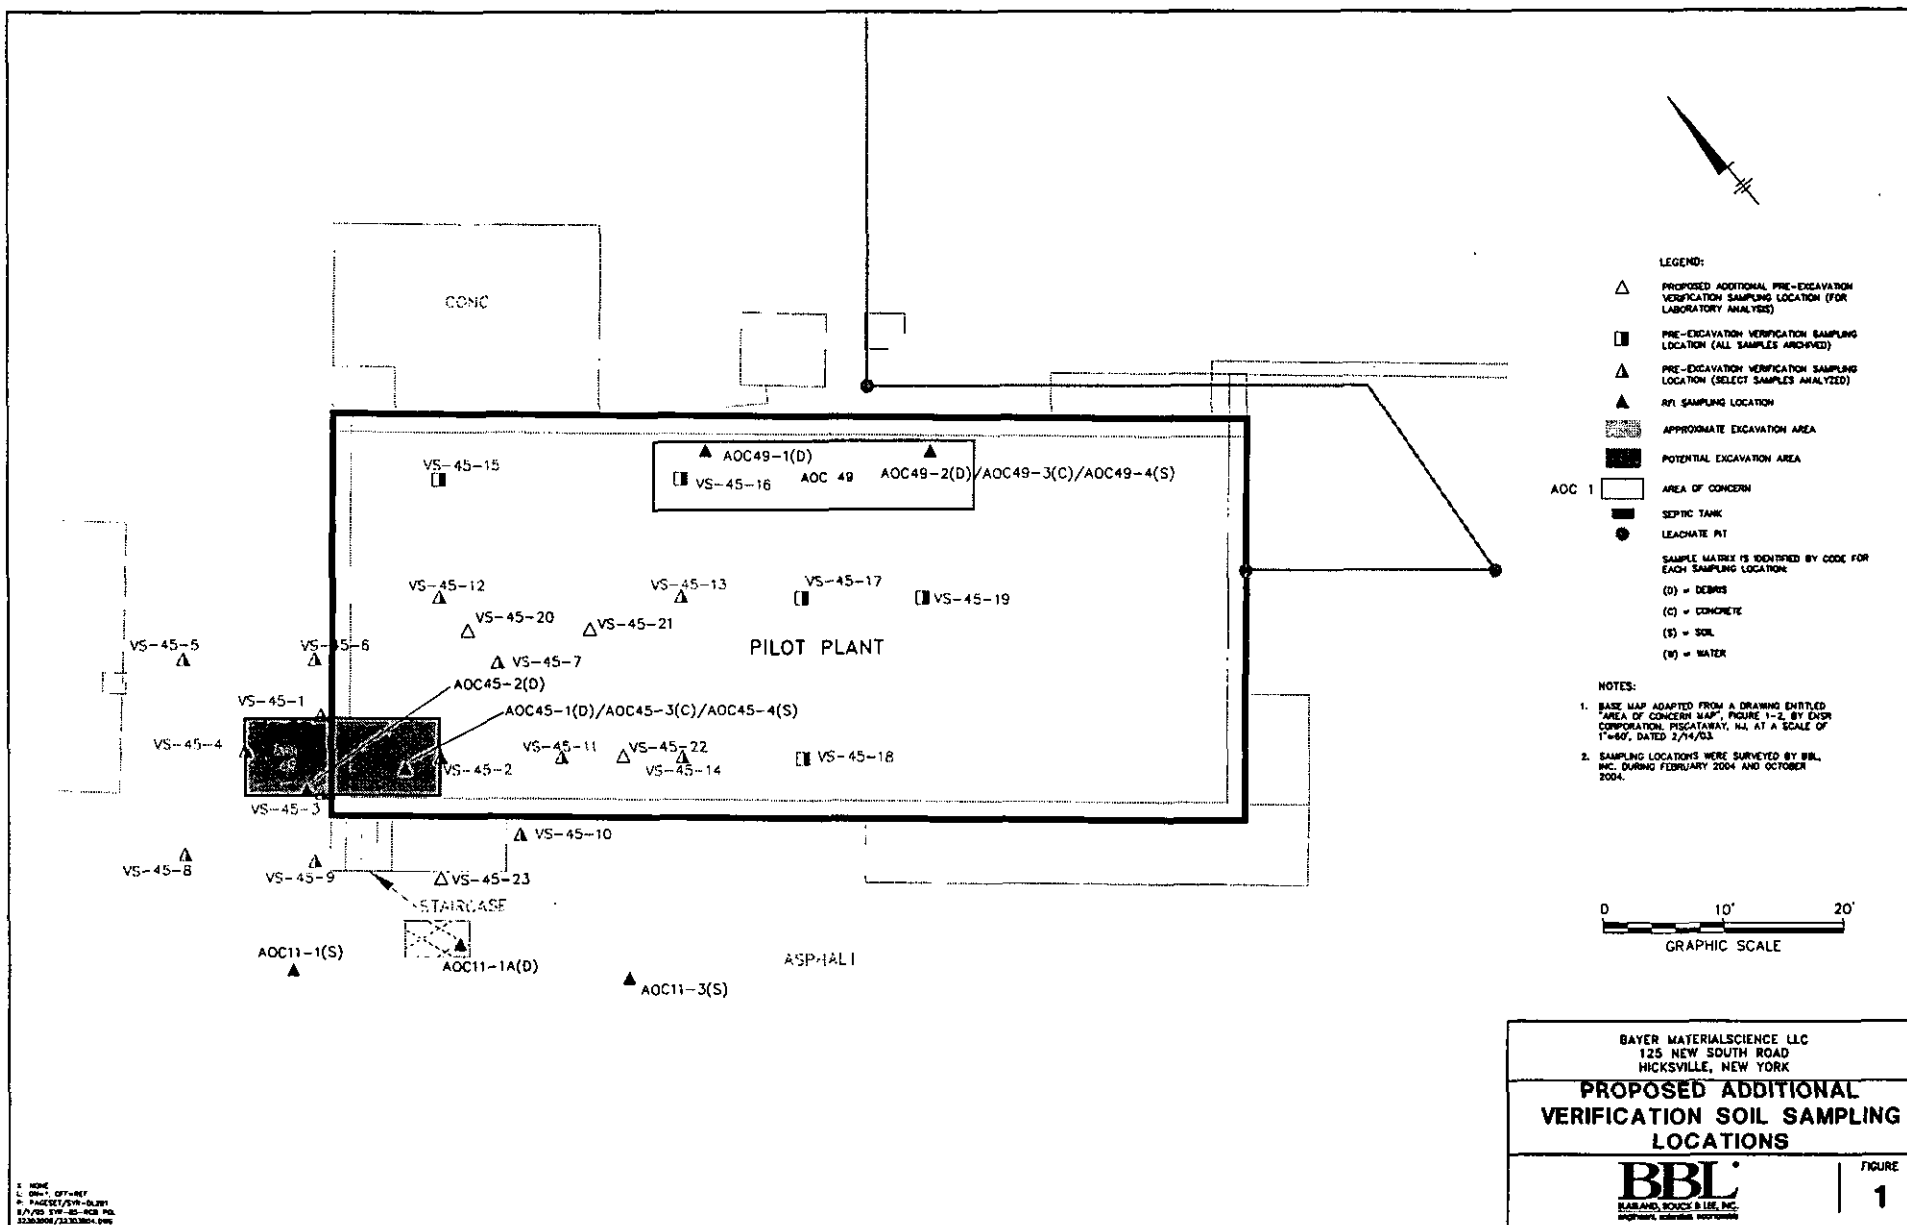 CONC
VS-45-15
AOC49-1(D)
VS-45-16
AOC 49
AOC49-2(D)/AOC49-3(C)/AOC49-4(S)
VS-45-12
VS-45-13
VS-45-17
VS-45-19
VS-45-20
VS-45-21
PILOT PLANT
VS-45-5
VS-45-6
VS-45-7
AOC45-2(D)
VS-45-1
AOC45-1(D)/AOC45-3(C)/AOC45-4(S)
VS-45-4
VS-45-11
VS-45-22
VS-45-2
VS-45-14
VS-45-18
VS-45-3
VS-45-10
VS-45-8
VS-45-9
VS-45-23
STAIRCASE
AOC11-1(S)
AOC11-1A(D)
AOC11-3(S)
ASPHALT
LEGEND:
PROPOSED ADDITIONAL PRE-EXCAVATION
VERIFICATION SAMPLING LOCATION (FOR
LABORATORY ANALYSIS)
PRE-EXCAVATION VERIFICATION SAMPLING
LOCATION (ALL SAMPLES ARCHIVED)
PRE-EXCAVATION VERIFICATION SAMPLING
LOCATION (SELECT SAMPLES ANALYZED)
RFI SAMPLING LOCATION
APPROXIMATE EXCAVATION AREA
POTENTIAL EXCAVATION AREA
AOC 1
AREA OF CONCERN
SEPTIC TANK
LEACHATE PIT
SAMPLE MATRIX IS IDENTIFIED BY CODE FOR
EACH SAMPLING LOCATION:
(D) = DEBRIS
(C) = CONCRETE
(S) = SOIL
(W) = WATER
NOTES:
1. BASE MAP ADAPTED FROM A DRAWING ENTITLED
"AREA OF CONCERN MAP", FIGURE 1-2, BY ENSR
CORPORATION, PISCATAWAY, NJ, AT A SCALE OF
1"=60', DATED 2/14/03.
2. SAMPLING LOCATIONS WERE SURVEYED BY BBL,
INC. DURING FEBRUARY 2004 AND OCTOBER
2004.
0 10' 20'
GRAPHIC SCALE
BAYER MATERIALSCIENCE LLC
125 NEW SOUTH ROAD
HICKSVILLE, NEW YORK
PROPOSED ADDITIONAL
VERIFICATION SOIL SAMPLING
LOCATIONS
BBL
BLASLAND, BOUCK & LEE, INC.
engineers, scientists, economists
FIGURE
1
X: NONE
L: ON=*, OFF=REF